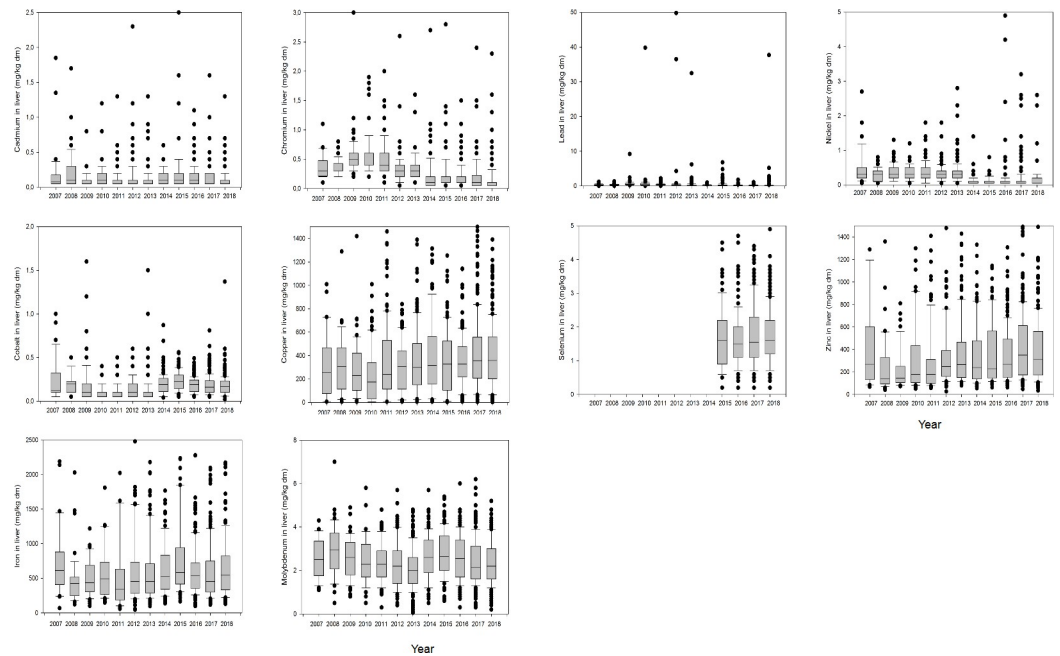 Cadmium in liver (mg/kg dm)
2.5
2.0
1.5
1.0
0.5
0.0
2007 2008 2009 2010 2011 2012 2013 2014 2015 2016 2017 2018
Chromium in liver (mg/kg dm)
3,0
2,5
2,0
1,5
1,0
0,5
0,0
2007 2008 2009 2010 2011 2012 2013 2014 2015 2016 2017 2018
Lead in liver (mg/kg dm)
50
40
30
20
10
0
2007 2008 2009 2010 2011 2012 2013 2014 2015 2016 2017 2018
Nickel in liver (mg/kg dm)
5,0
4,0
3,0
2,0
1,0
0,0
2007 2008 2009 2010 2011 2012 2013 2014 2015 2016 2017 2018
Cobalt in liver (mg/kg dm)
2.0
1.5
1.0
0.5
0.0
2007 2008 2009 2010 2011 2012 2013 2014 2015 2016 2017 2018
Copper in liver (mg/kg dm)
1400
1200
1000
800
600
400
200
0
2007 2008 2009 2010 2011 2012 2013 2014 2015 2016 2017 2018
Selenium in liver (mg/kg dm)
5
4
3
2
1
0
2007 2008 2009 2010 2011 2012 2013 2014 2015 2016 2017 2018
Zinc in liver (mg/kg dm)
1400
1200
1000
800
600
400
200
0
2007 2008 2009 2010 2011 2012 2013 2014 2015 2016 2017 2018
Year
Iron in liver (mg/kg dm)
2500
2000
1500
1000
500
0
2007 2008 2009 2010 2011 2012 2013 2014 2015 2016 2017 2018
Molybdenum in liver (mg/kg dm)
8
6
4
2
0
2007 2008 2009 2010 2011 2012 2013 2014 2015 2016 2017 2018
Year